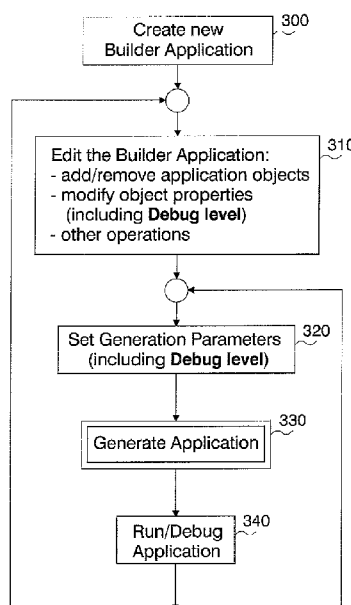 Create new
Builder Application
300
Edit the Builder Application:
- add/remove application objects
- modify object properties
(including Debug level)
- other operations
310
Set Generation Parameters
(including Debug level)
320
Generate Application
330
Run/Debug
Application
340